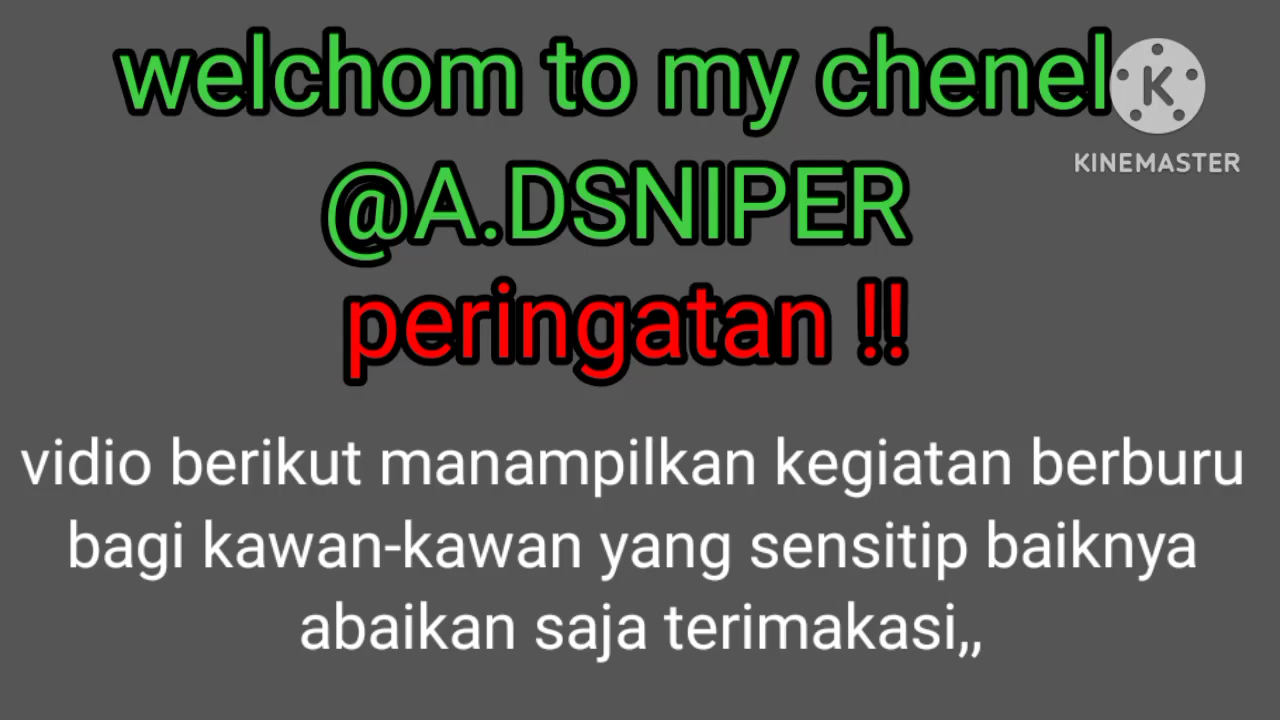 welchom to my chenel
K
KINEMASTER
@A.DSNIPER
peringatan !!
vidio berikut manampilkan kegiatan berburu
bagi kawan-kawan yang sensitip baiknya
abaikan saja terimakasi,,